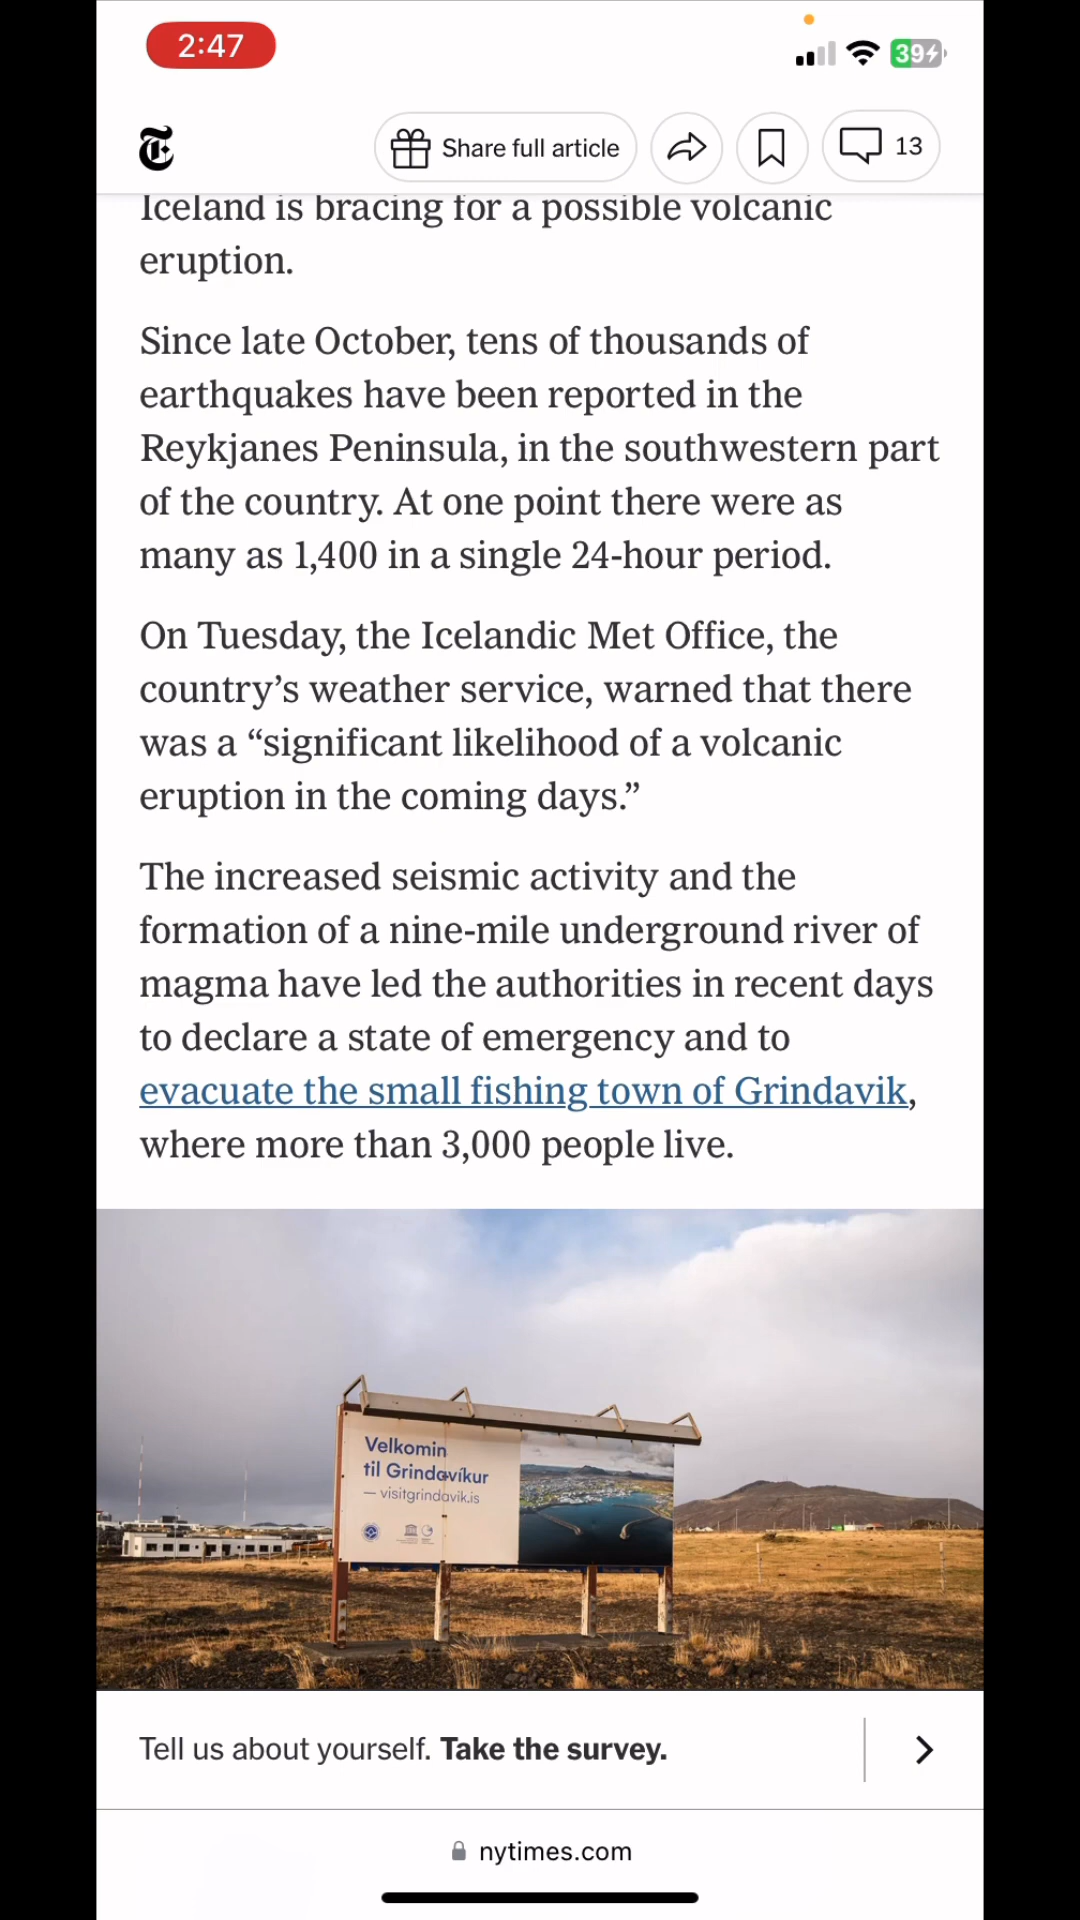 2:47
39
Share full article
13
Iceland is bracing for a possible volcanic
eruption.
Since late October, tens of thousands of
earthquakes have been reported in the
Reykjanes Peninsula, in the southwestern part
of the country. At one point there were as
many as 1,400 in a single 24-hour period.
On Tuesday, the Icelandic Met Office, the
country’s weather service, warned that there
was a “significant likelihood of a volcanic
eruption in the coming days.”
The increased seismic activity and the
formation of a nine-mile underground river of
magma have led the authorities in recent days
to declare a state of emergency and to
evacuate the small fishing town of Grindavik,
where more than 3,000 people live.
Velkomin
til Grindavíkur
— visitgrindavik.is
Tell us about yourself. Take the survey.
nytimes.com